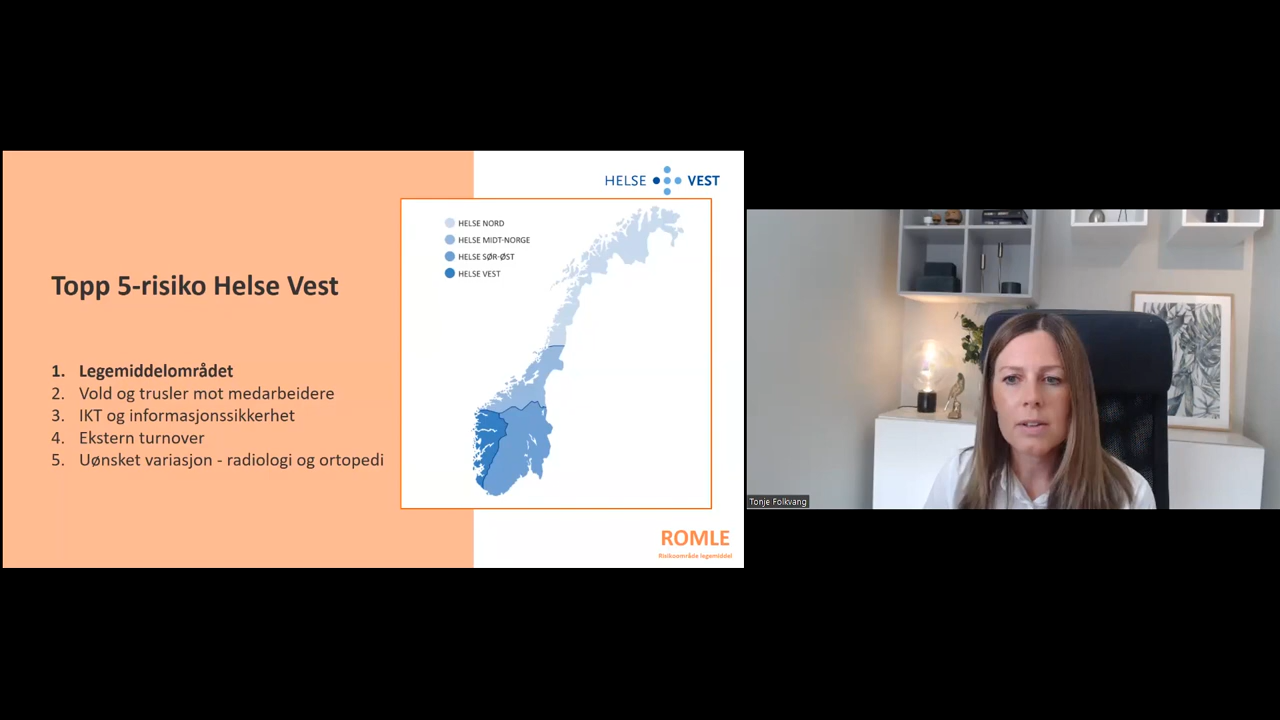 HELSE VEST
HELSE NORD
HELSE MIDT-NORGE
HELSE SØR-ØST
HELSE VEST
Topp 5-risiko Helse Vest
1. Legemiddelområdet
2. Vold og trusler mot medarbeidere
3. IKT og informasjonssikkerhet
4. Ekstern turnover
5. Uønsket variasjon - radiologi og ortopedi
ROMLE
Risikoområde legemiddel
Tonje Folkvang